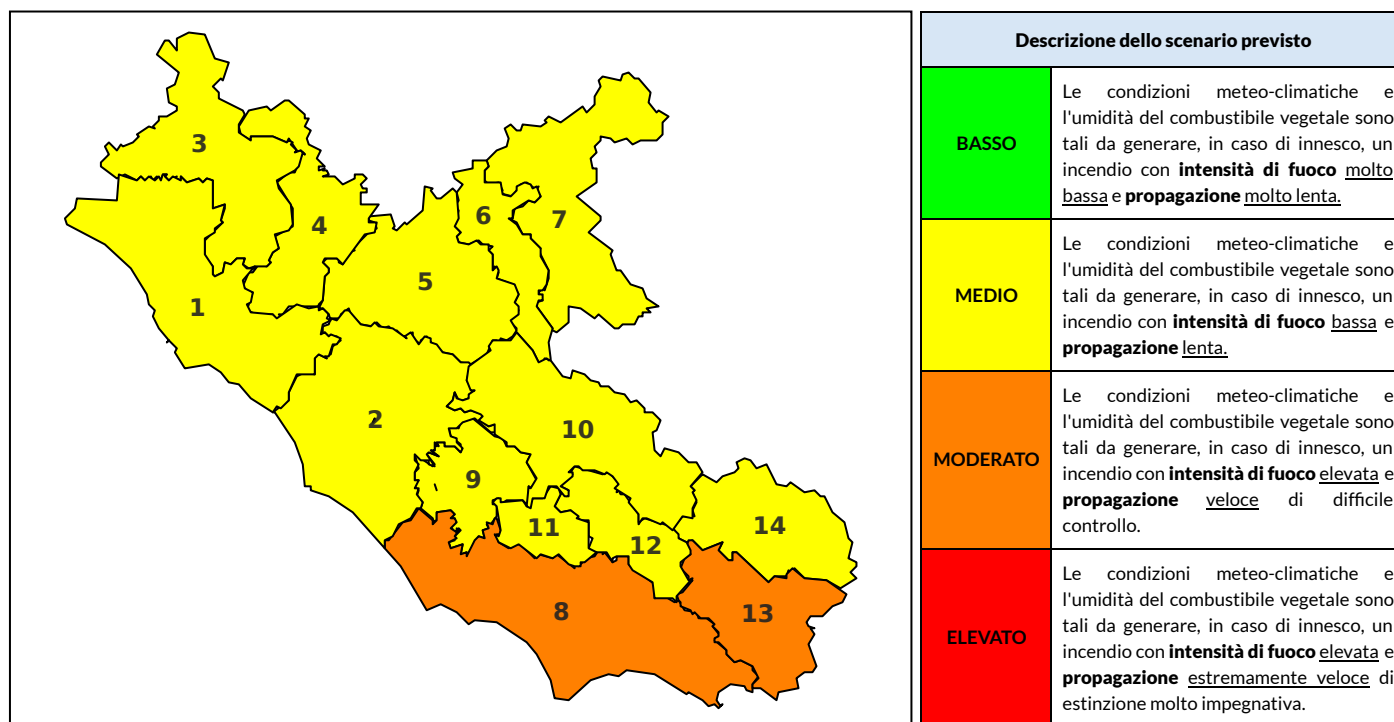 3
4
6
7
5
1
2
10
9
11
12
14
8
13
Descrizione dello scenario previsto
BASSO
Le condizioni meteo-climatiche e
l'umidità del combustibile vegetale sono
tali da generare, in caso di innesco, un
incendio con intensità di fuoco molto
bassa e propagazione molto lenta.
MEDIO
Le condizioni meteo-climatiche e
l'umidità del combustibile vegetale sono
tali da generare, in caso di innesco, un
incendio con intensità di fuoco bassa e
propagazione lenta.
MODERATO
Le condizioni meteo-climatiche e
l'umidità del combustibile vegetale sono
tali da generare, in caso di innesco, un
incendio con intensità di fuoco elevata e
propagazione veloce di difficile
controllo.
ELEVATO
Le condizioni meteo-climatiche e
l'umidità del combustibile vegetale sono
tali da generare, in caso di innesco, un
incendio con intensità di fuoco elevata e
propagazione estremamente veloce di
estinzione molto impegnativa.